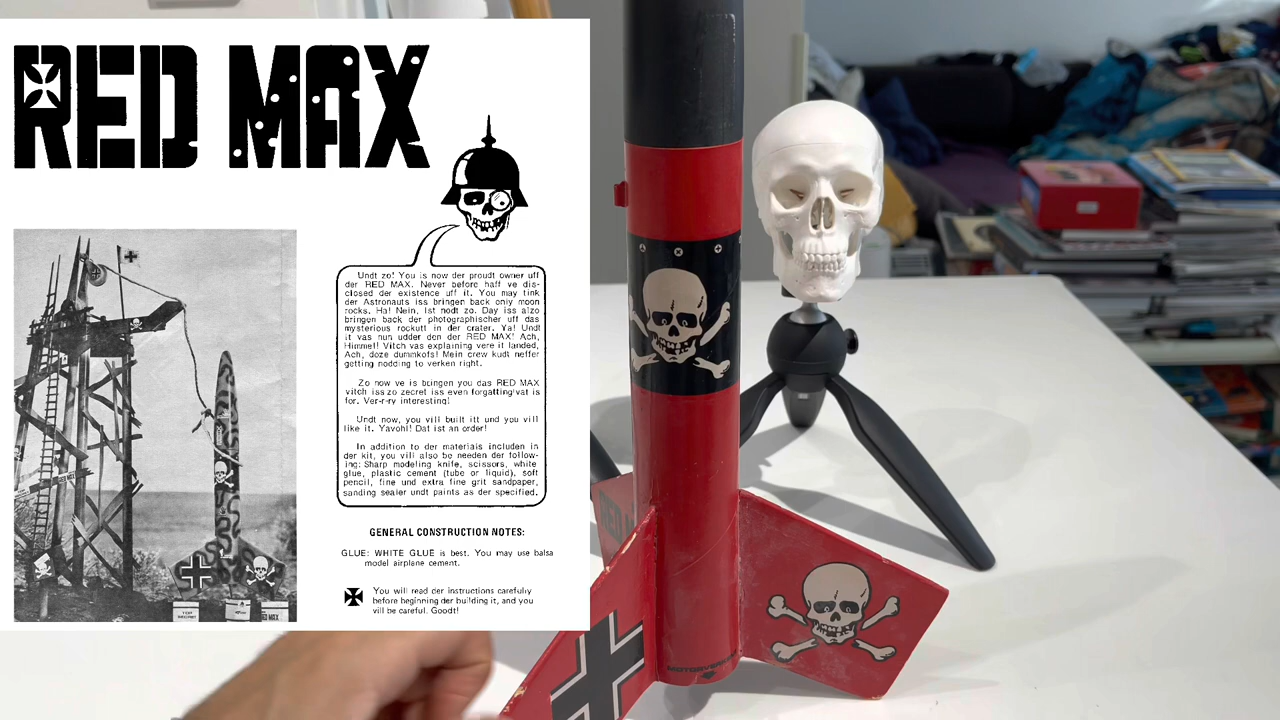 RED MAX
Undt zo! You is now der proudt owner uff
der RED MAX. Never before haff ve dis-
closed der existence uff it. You may tink
der Astronauts iss bringen back only moon
rocks. Ha! Nein, Ist nodt zo. Day iss alzo
bringen back der photographischer uff das
mysterious rockutt in der crater. Ya! Undt
it vas nun udder den der RED MAX! Ach,
Himmel! Vitch vas explaining vere it landed,
Ach, doze dummkofs! Mein crew kudt neffer
getting nodding to verken right.
Zo now ve is bringen you das RED MAX
vitch iss zo zecret iss even forgatting vat is
for. Ver-r-ry interesting!
Undt now, you vill built itt und you vill
like it. Yavohl! Dat ist an order!
In addition to der materials included in
der kit, you vill also be needen der follow-
ing: Sharp modeling knife, scissors, white
glue, plastic cement (tube or liquid), soft
pencil, fine und extra fine grit sandpaper,
sanding sealer undt paints as der specified.
GENERAL CONSTRUCTION NOTES:
GLUE: WHITE GLUE is best. You may use balsa
model airplane cement.
You will read der instructions carefully
before beginning der building it, and you
vill be careful. Goodt!
TOP
SECRET
RED MAX